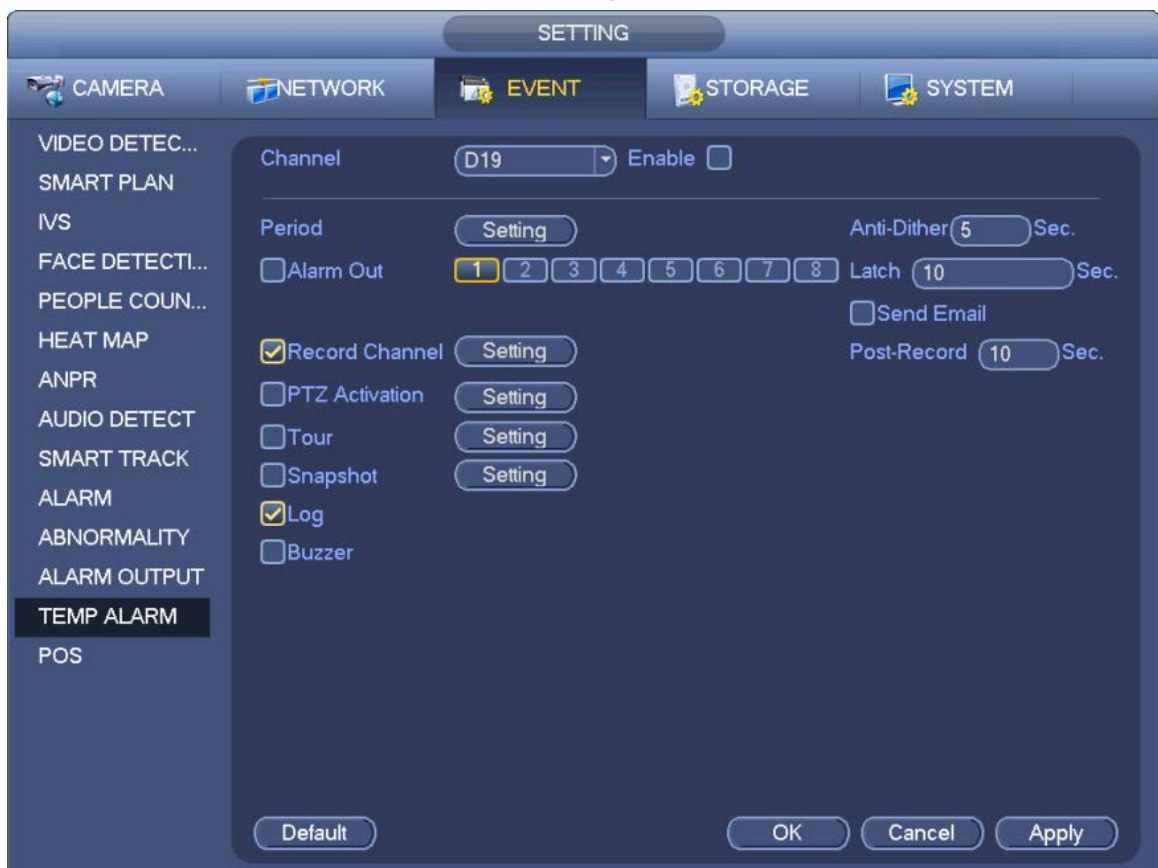 SETTING
CAMERA NETWORK EVENT STORAGE SYSTEM
VIDEO DETEC...
SMART PLAN
IVS
FACE DETECTI...
PEOPLE COUN...
HEAT MAP
ANPR
AUDIO DETECT
SMART TRACK
ALARM
ABNORMALITY
ALARM OUTPUT
TEMP ALARM
POS
Channel D19 Enable
Period Setting Anti-Dither 5 Sec.
Alarm Out 1 2 3 4 5 6 7 8 Latch 10 Sec.
Send Email
Record Channel Setting Post-Record 10 Sec.
PTZ Activation Setting
Tour Setting
Snapshot Setting
Log
Buzzer
Default OK Cancel Apply